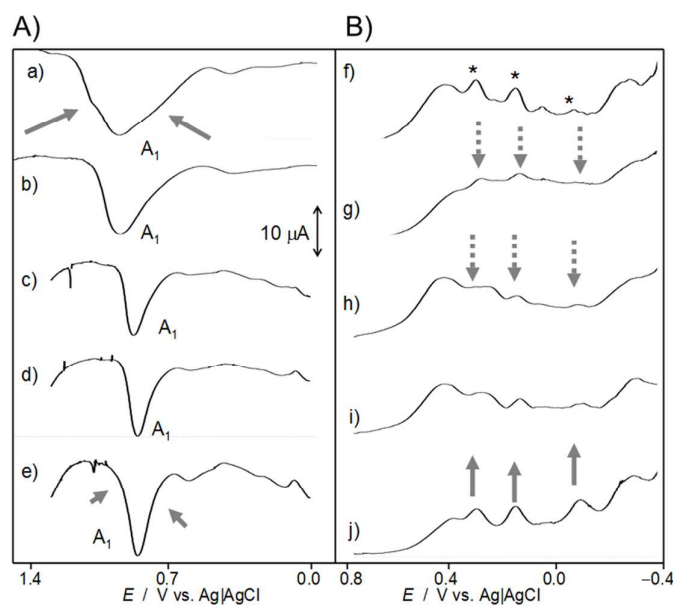 A)
B)
a)
A₁
b)
A₁
10 µA
c)
A₁
d)
A₁
e)
A₁
1.4 0.7 0.0
E / V vs. Ag|AgCl
f)
* * *
g)
h)
i)
j)
0.8 0.4 0.0 −0.4
E / V vs. Ag|AgCl